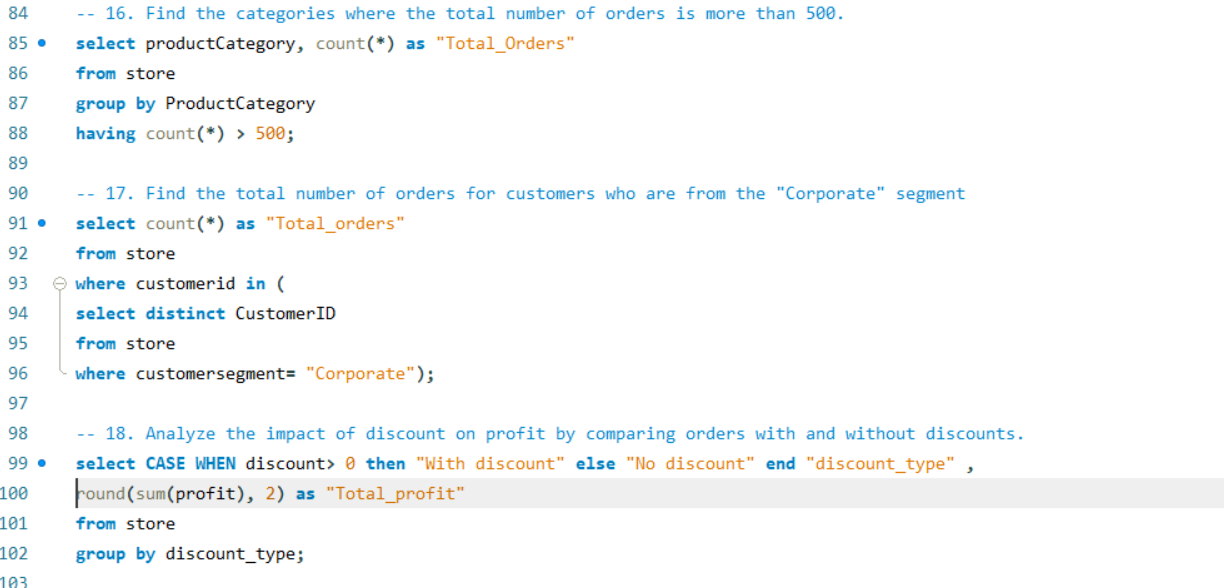 84 -- 16. Find the categories where the total number of orders is more than 500.
85 select productCategory, count(*) as "Total_Orders"
86 from store
87 group by ProductCategory
88 having count(*) > 500;
89
90 -- 17. Find the total number of orders for customers who are from the "Corporate" segment
91 select count(*) as "Total_orders"
92 from store
93 where customerid in (
94 select distinct CustomerID
95 from store
96 where customersegment= "Corporate");
97
98 -- 18. Analyze the impact of discount on profit by comparing orders with and without discounts.
99 select CASE WHEN discount> 0 then "With discount" else "No discount" end "discount_type" ,
100 round(sum(profit), 2) as "Total_profit"
101 from store
102 group by discount_type;
103